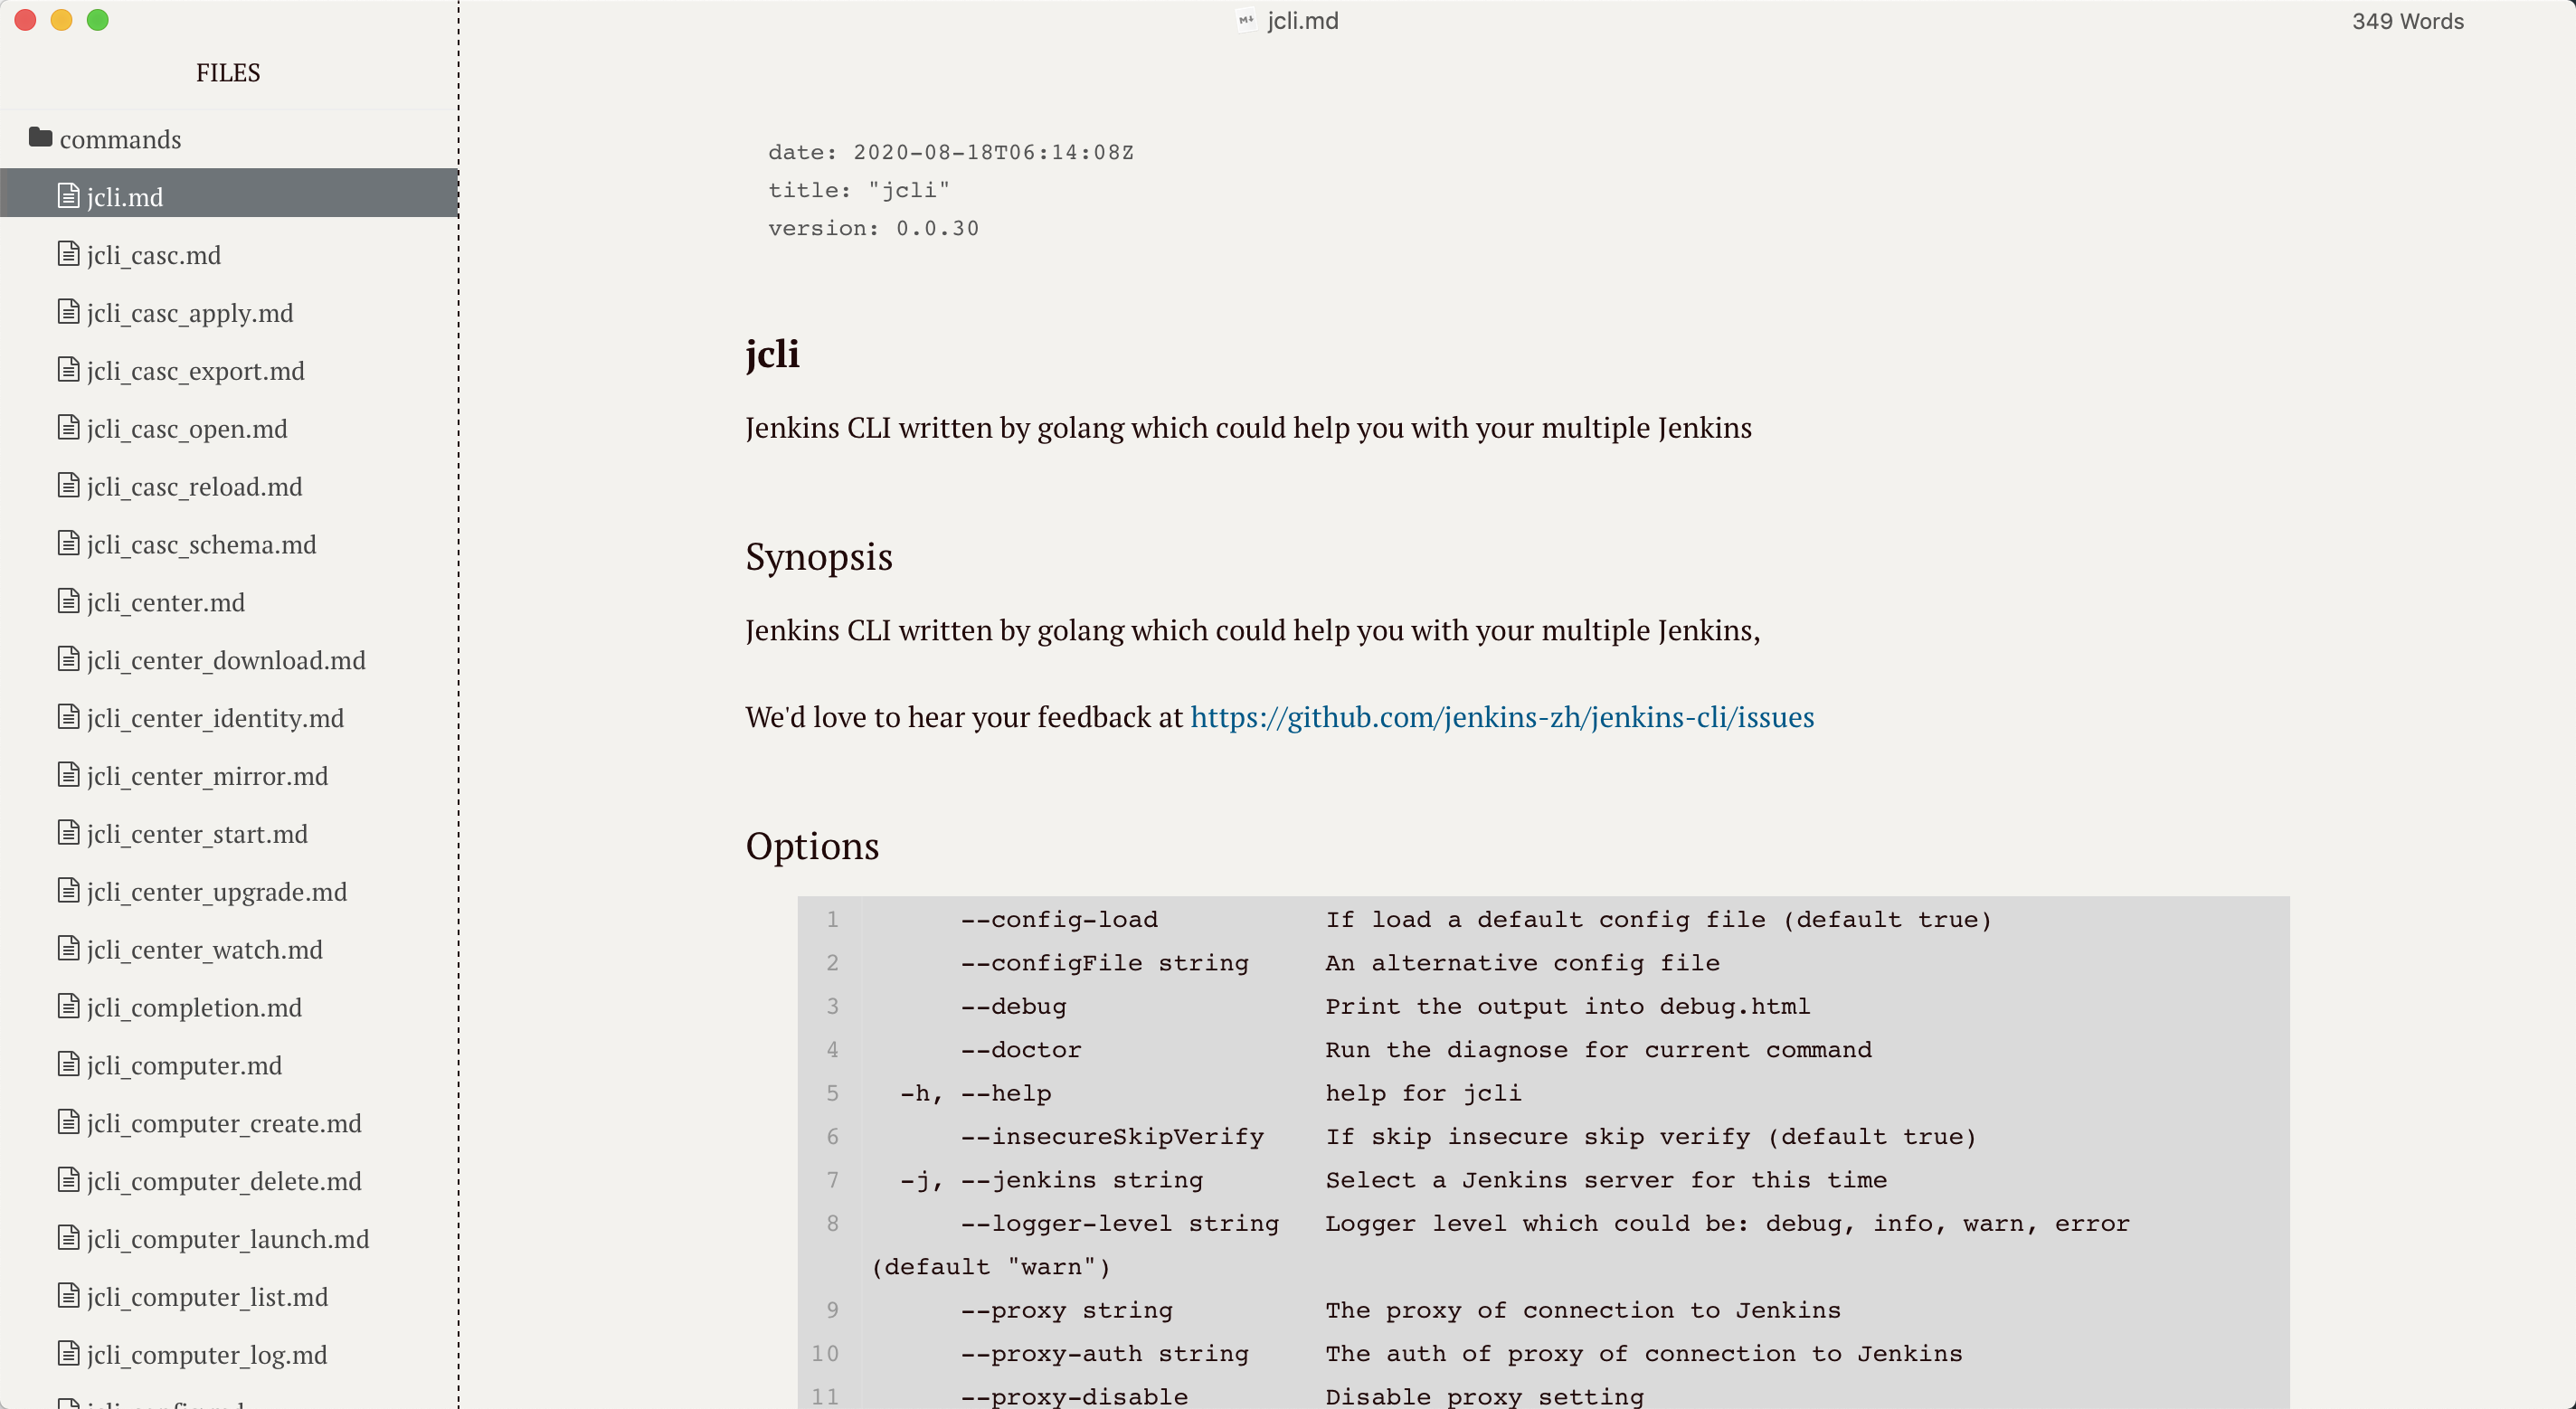 jcli.md
349 Words
FILES
commands
jcli.md
jcli_casc.md
jcli_casc_apply.md
jcli_casc_export.md
jcli_casc_open.md
jcli_casc_reload.md
jcli_casc_schema.md
jcli_center.md
jcli_center_download.md
jcli_center_identity.md
jcli_center_mirror.md
jcli_center_start.md
jcli_center_upgrade.md
jcli_center_watch.md
jcli_completion.md
jcli_computer.md
jcli_computer_create.md
jcli_computer_delete.md
jcli_computer_launch.md
jcli_computer_list.md
jcli_computer_log.md
date: 2020-08-18T06:14:08Z
title: "jcli"
version: 0.0.30
jcli
Jenkins CLI written by golang which could help you with your multiple Jenkins
Synopsis
Jenkins CLI written by golang which could help you with your multiple Jenkins,
We'd love to hear your feedback at https://github.com/jenkins-zh/jenkins-cli/issues
Options
1 --config-load If load a default config file (default true)
2 --configFile string An alternative config file
3 --debug Print the output into debug.html
4 --doctor Run the diagnose for current command
5 -h, --help help for jcli
6 --insecureSkipVerify If skip insecure skip verify (default true)
7 -j, --jenkins string Select a Jenkins server for this time
8 --logger-level string Logger level which could be: debug, info, warn, error
(default "warn")
9 --proxy string The proxy of connection to Jenkins
10 --proxy-auth string The auth of proxy of connection to Jenkins
11 --proxy-disable Disable proxy setting